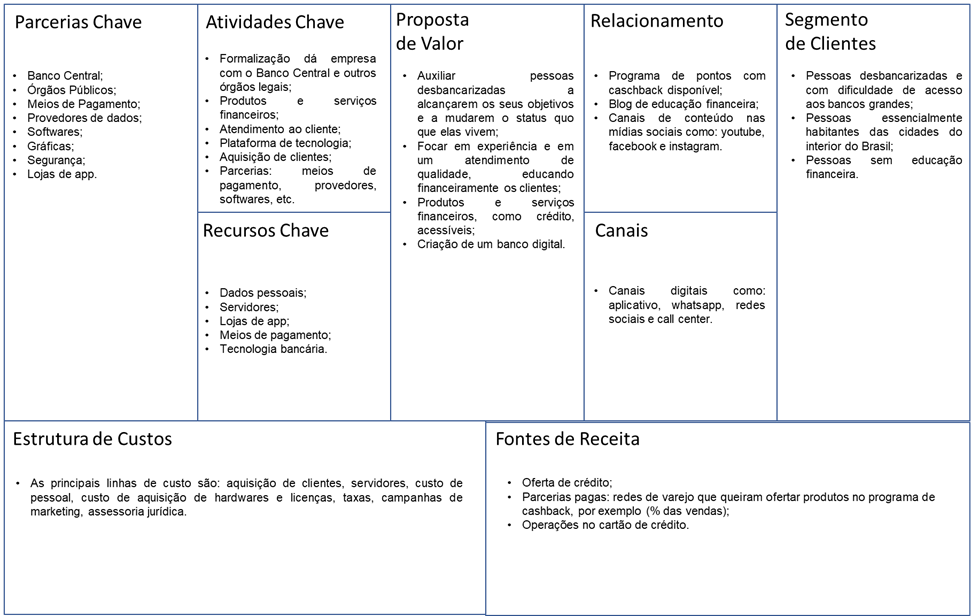 Parcerias Chave
• Banco Central;
• Órgãos Públicos;
• Meios de Pagamento;
• Provedores de dados;
• Softwares;
• Gráficas;
• Segurança;
• Lojas de app.
Atividades Chave
• Formalização dá empresa
com o Banco Central e outros
órgãos legais;
• Produtos e serviços
financeiros;
• Atendimento ao cliente;
• Plataforma de tecnologia;
• Aquisição de clientes;
• Parcerias: meios de
pagamento, provedores,
softwares, etc.
Recursos Chave
• Dados pessoais;
• Servidores;
• Lojas de app;
• Meios de pagamento;
• Tecnologia bancária.
Proposta
de Valor
• Auxiliar pessoas
desbancarizadas a
alcançarem os seus objetivos
e a mudarem o status quo
que elas vivem;
• Focar em experiência e em
um atendimento de
qualidade, educando
financeiramente os clientes;
• Produtos e serviços
financeiros, como crédito,
acessíveis;
• Criação de um banco digital.
Relacionamento
• Programa de pontos com
caschback disponível;
• Blog de educação financeira;
• Canais de conteúdo nas
mídias sociais como: youtube,
facebook e instagram.
Canais
• Canais digitais como:
aplicativo, whatsapp, redes
sociais e call center.
Segmento
de Clientes
• Pessoas desbancarizadas e
com dificuldade de acesso
aos bancos grandes;
• Pessoas essencialmente
habitantes das cidades do
interior do Brasil;
• Pessoas sem educação
financeira.
Estrutura de Custos
• As principais linhas de custo são: aquisição de clientes, servidores, custo de
pessoal, custo de aquisição de hardwares e licenças, taxas, campanhas de
marketing, assessoria jurídica.
Fontes de Receita
• Oferta de crédito;
• Parcerias pagas: redes de varejo que queiram ofertar produtos no programa de
cashback, por exemplo (% das vendas);
• Operações no cartão de crédito.